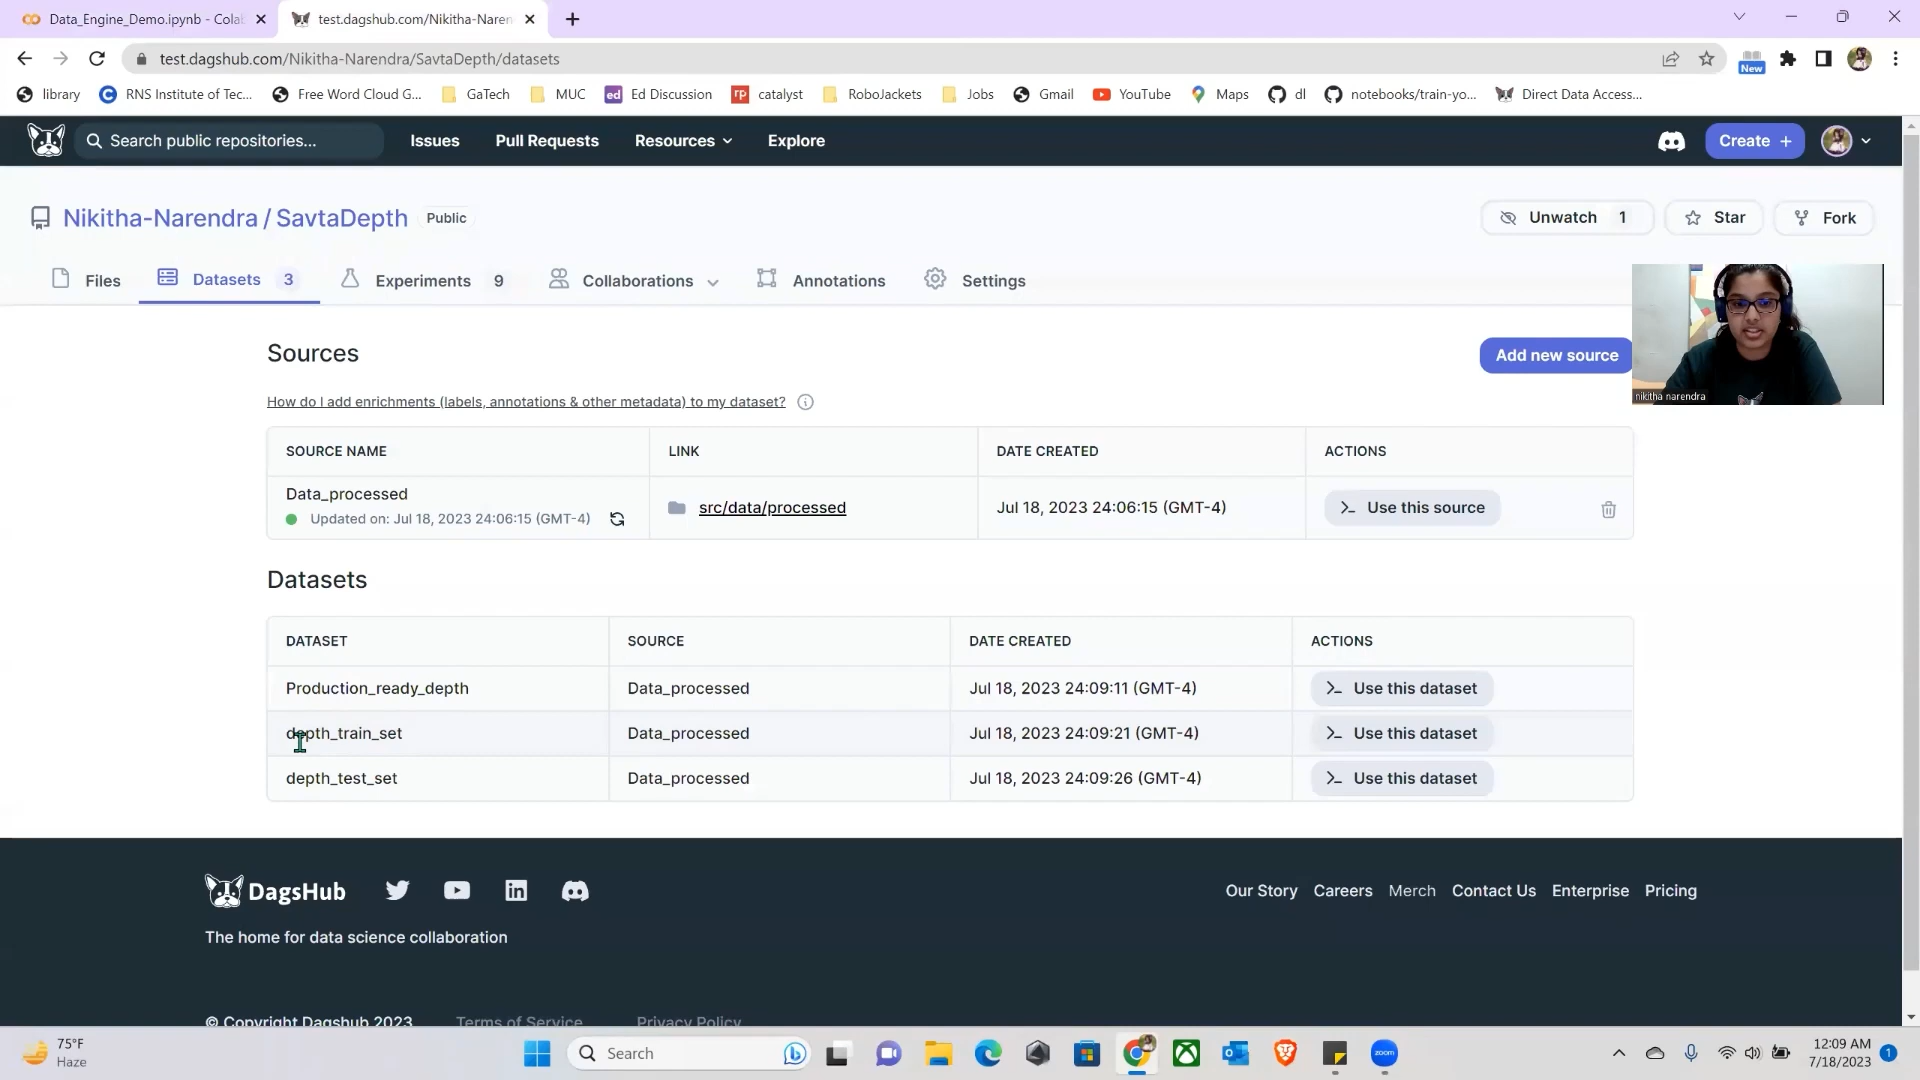 Data_Engine_Demo.ipynb - Colab
test.dagshub.com/Nikitha-Naren
test.dagshub.com/Nikitha-Narendra/SavtaDepth/datasets
New
library
RNS Institute of Tec...
Free Word Cloud G...
GaTech
MUC
ed Ed Discussion
rp catalyst
RoboJackets
Jobs
Gmail
YouTube
Maps
dl
notebooks/train-yo...
Direct Data Access...
Search public repositories...
Issues
Pull Requests
Resources
Explore
Create +
Nikitha-Narendra / SavtaDepth Public
Unwatch 1
Star
Fork
Files
Datasets 3
Experiments 9
Collaborations
Annotations
Settings
nikitha narendra
Sources
Add new source
How do I add enrichments (labels, annotations & other metadata) to my dataset?
SOURCE NAME LINK DATE CREATED ACTIONS
Data_processed
Updated on: Jul 18, 2023 24:06:15 (GMT-4)
src/data/processed
Jul 18, 2023 24:06:15 (GMT-4)
Use this source
Datasets
DATASET SOURCE DATE CREATED ACTIONS
Production_ready_depth Data_processed Jul 18, 2023 24:09:11 (GMT-4) Use this dataset
depth_train_set Data_processed Jul 18, 2023 24:09:21 (GMT-4) Use this dataset
depth_test_set Data_processed Jul 18, 2023 24:09:26 (GMT-4) Use this dataset
DagsHub
Our Story Careers Merch Contact Us Enterprise Pricing
The home for data science collaboration
© Copyright Dagshub 2023 Terms of Service Privacy Policy
75°F
Haze
Search
zoom
12:09 AM
7/18/2023
1